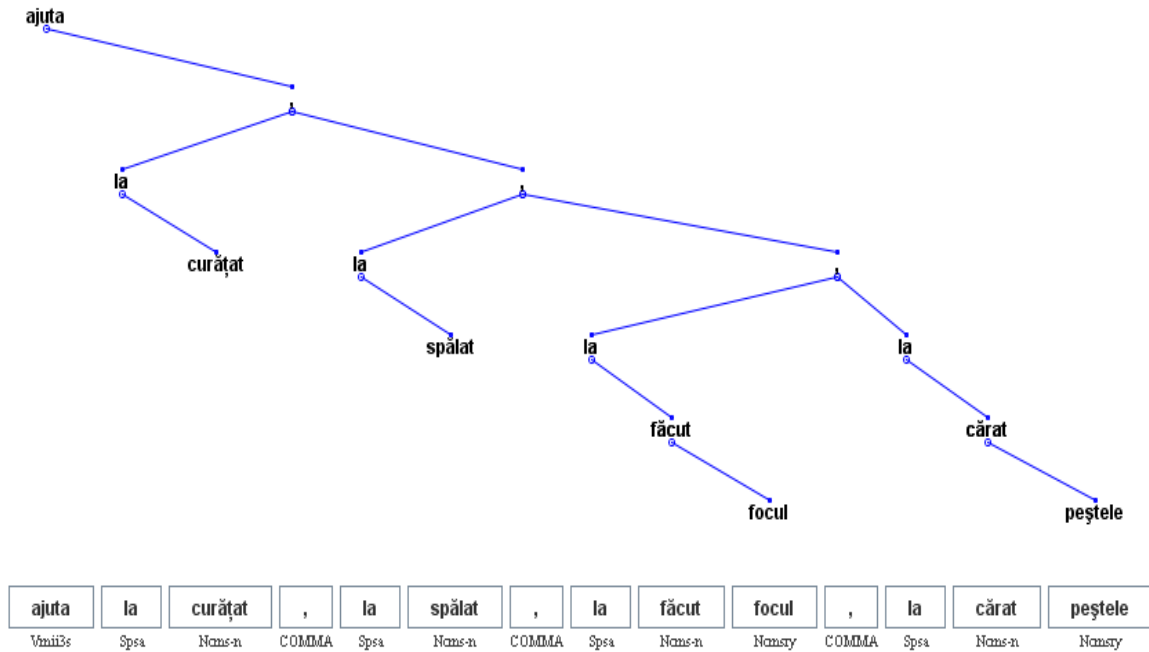 ajuta
,
la
,
curățat
la
,
spălat
la
la
făcut
cărat
focul
peştele
ajuta la curățat , la spălat , la făcut focul , la cărat peştele
Vmii3s Spsa Ncms-n COMMA Spsa Ncms-n COMMA Spsa Ncms-n Ncmsry COMMA Spsa Ncms-n Ncmsry